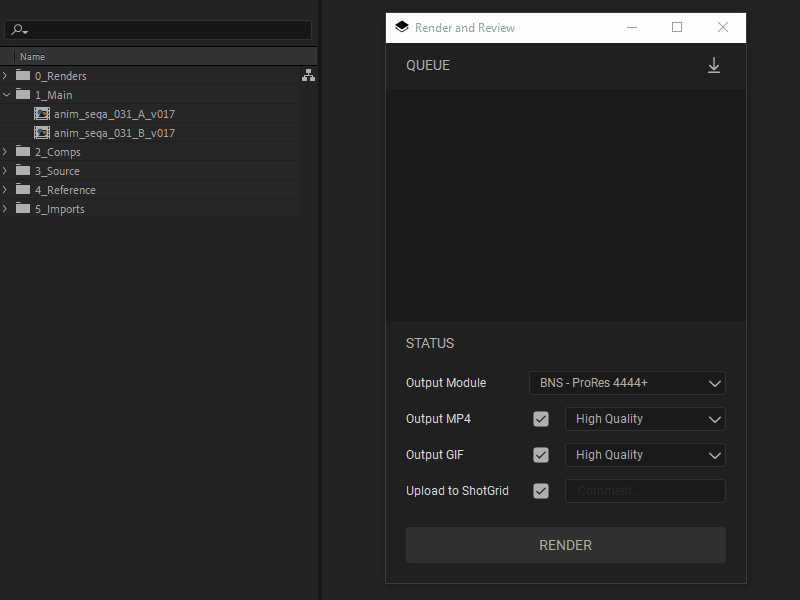 Name
0_Renders
1_Main
anim_seqa_031_A_v017
anim_seqa_031_B_v017
2_Comps
3_Source
4_Reference
5_Imports
Render and Review
QUEUE
STATUS
Output Module
BNS - ProRes 4444+
Output MP4
High Quality
Output GIF
High Quality
Upload to ShotGrid
Comment...
RENDER